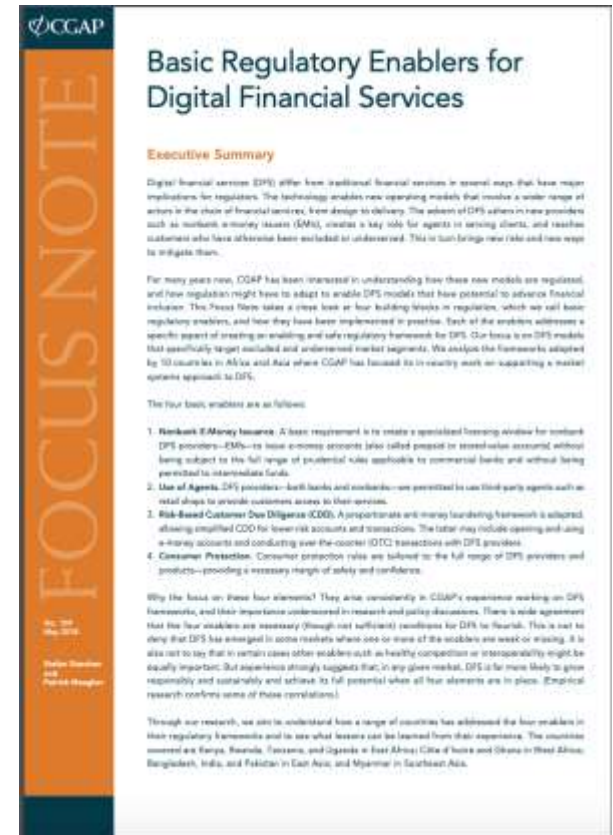 CGAP
FOCUS NOTE
Basic Regulatory Enablers for
Digital Financial Services
Executive Summary
Digital financial services (DFS) differ from traditional financial services in several ways that have major
implications for regulators. The technology enables new operating models that involve a wider range of
actors in the chain of financial services, from design to delivery. The advent of DFS ushers in new providers
such as nonbank e-money issuers (EMIs), creates a key role for agents in serving clients, and reaches
customers who have otherwise been excluded or underserved. This in turn brings new risks and new ways
to mitigate them.
For many years now, CGAP has been interested in understanding how these new models are regulated,
and how regulation might have to adapt to enable DFS models that have potential to advance financial
inclusion. This Focus Note takes a close look at four building blocks in regulation, which we call basic
regulatory enablers, and how they have been implemented in practice. Each of the enablers addresses a
specific aspect of creating an enabling and safe regulatory framework for DFS. Our focus is on DFS models
that specifically target excluded and underserved market segments. We analyze the frameworks adopted
by 10 countries in Africa and Asia where CGAP has focused its in-country work on supporting a market
systems approach to DFS.
The four basic enablers are as follows:
1. Nonbank E-Money Issuance. A basic requirement is to create a specialized licensing window for nonbank
DFS providers—EMIs—to issue e-money accounts (also called prepaid or stored-value accounts) without
being subject to the full range of prudential rules applicable to commercial banks and without being
permitted to intermediate funds.
2. Use of Agents. DFS providers—both banks and nonbanks—are permitted to use third-party agents such as
retail shops to provide customers access to their services.
3. Risk-Based Customer Due Diligence (CDD). A proportionate anti-money laundering framework is adopted,
allowing simplified CDD for lower-risk accounts and transactions. The latter may include opening and using
e-money accounts and conducting over-the-counter (OTC) transactions with DFS providers.
4. Consumer Protection. Consumer protection rules are tailored to the full range of DFS providers and
products—providing a necessary margin of safety and confidence.
Why the focus on these four elements? They arise consistently in CGAP's experience working on DFS
frameworks, and their importance underscored in research and policy discussions. There is wide agreement
that the four enablers are necessary (though not sufficient) conditions for DFS to flourish. This is not to
deny that DFS has emerged in some markets where one or more of the enablers are weak or missing. It is
also not to say that in certain cases other enablers such as healthy competition or interoperability might be
equally important. But experience strongly suggests that, in any given market, DFS is far more likely to grow
responsibly and sustainably and achieve its full potential when all four elements are in place. (Empirical
research confirms some of these correlations.)
Through our research, we aim to understand how a range of countries has addressed the four enablers in
their regulatory frameworks and to see what lessons can be learned from their experience. The countries
covered are Kenya, Rwanda, Tanzania, and Uganda in East Africa; Côte d'Ivoire and Ghana in West Africa;
Bangladesh, India, and Pakistan in East Asia; and Myanmar in Southeast Asia.
May 2018
and